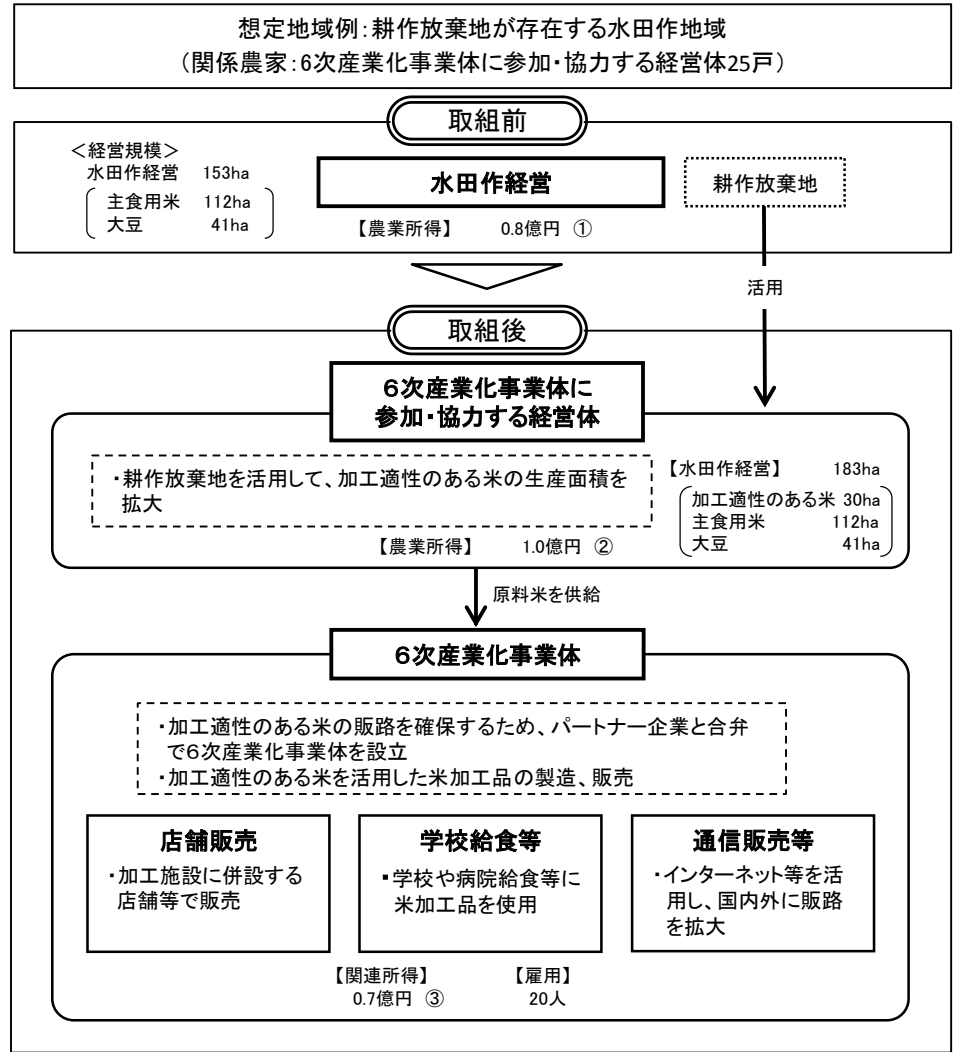 想定地域例：耕作放棄地が存在する水田作地域
（関係農家：6次産業化事業体に参加・協力する経営体25戸）
取組前
＜経営規模＞
水田作経営 153ha
主食用米 112ha
大豆 41ha
水田作経営
【農業所得】 0.8億円 ①
耕作放棄地
活用
取組後
６次産業化事業体に
参加・協力する経営体
・耕作放棄地を活用して、加工適性のある米の生産面積を
拡大
【農業所得】 1.0億円 ②
【水田作経営】 183ha
加工適性のある米 30ha
主食用米 112ha
大豆 41ha
原料米を供給
６次産業化事業体
・加工適性のある米の販路を確保するため、パートナー企業と合弁
で６次産業化事業体を設立
・加工適性のある米を活用した米加工品の製造、販売
店舗販売
・加工施設に併設する
店舗等で販売
学校給食等
・学校や病院給食等に
米加工品を使用
通信販売等
・インターネット等を活
用し、国内外に販路
を拡大
【関連所得】 【雇用】
0.7億円 ③ 20人